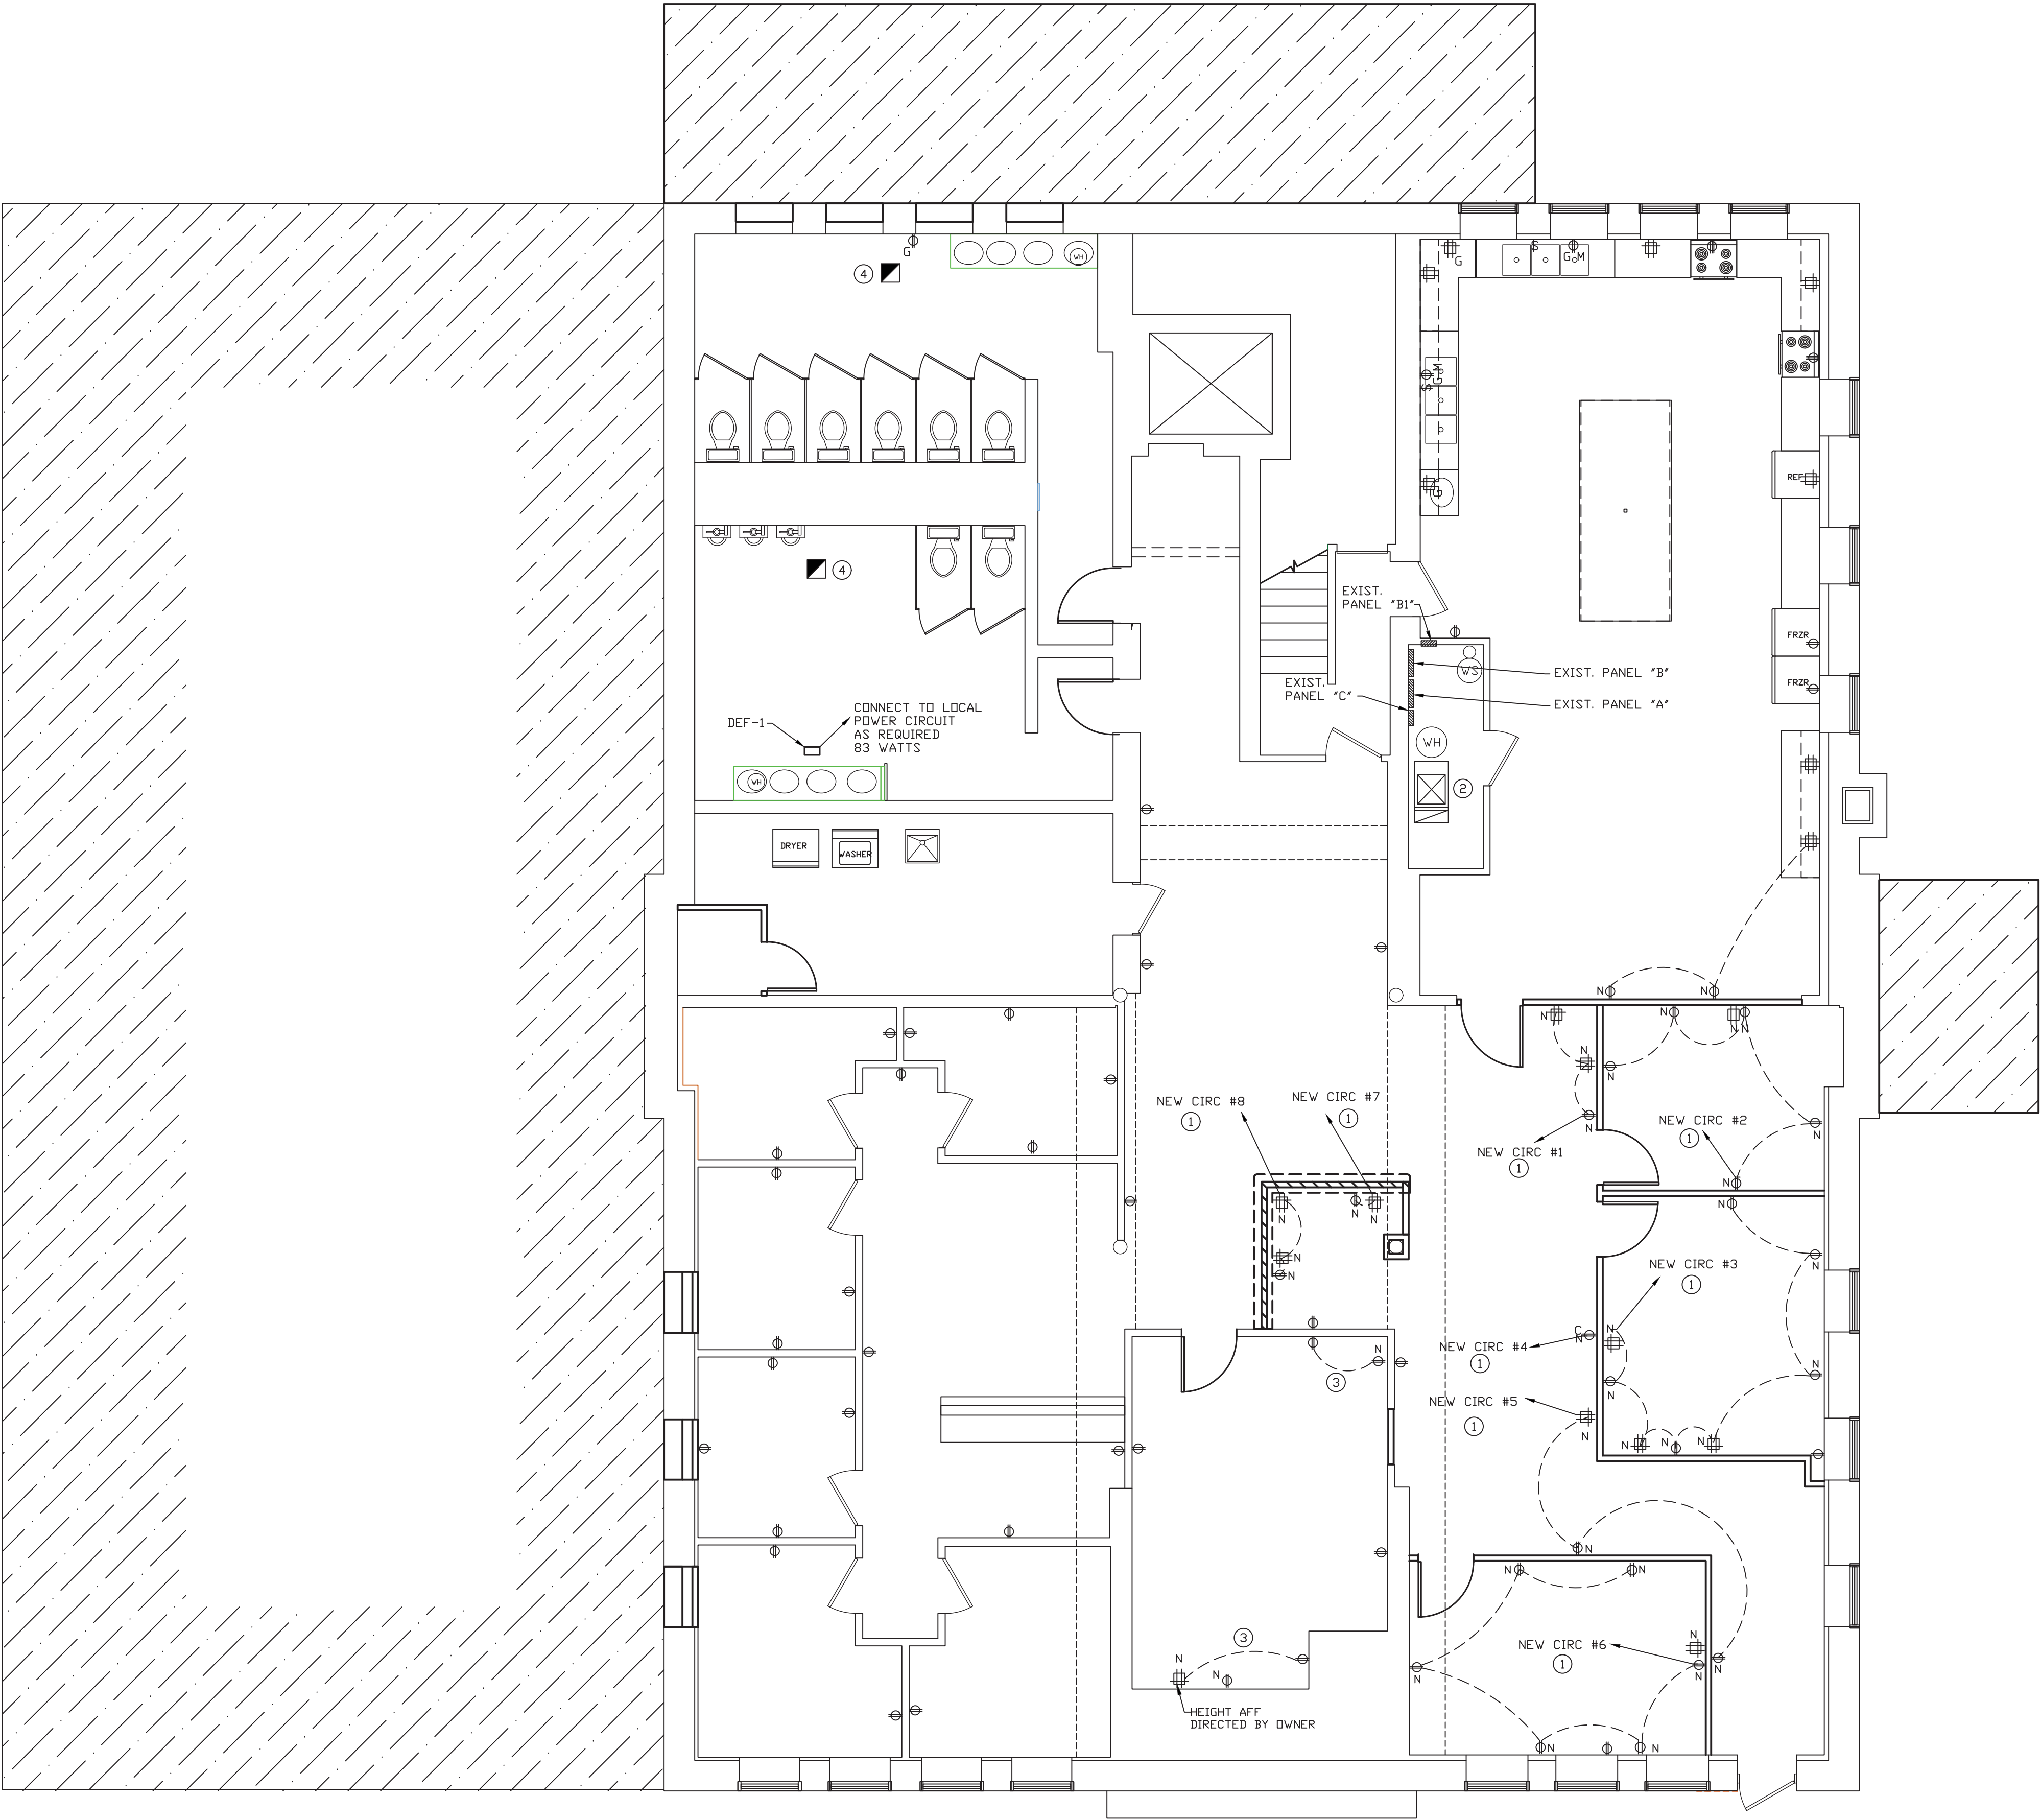 G
4
WH
G
$
G M
$
G M
G
4
REF
EXIST.
PANEL "B1"
FRZR
WS
EXIST. PANEL "B"
FRZR
EXIST.
PANEL "C"
EXIST. PANEL "A"
DEF-1
CONNECT TO LOCAL
POWER CIRCUIT
AS REQUIRED
83 WATTS
WH
WH
2
DRYER
WASHER
N
N
N
N
N
N
N
N
N
NEW CIRC #8
1
NEW CIRC #7
1
N
NEW CIRC #1
1
NEW CIRC #2
1
N
N
N
N
N
N
N
N
N
N
NEW CIRC #3
1
C
N
N
NEW CIRC #4
1
N
3
N
N
NEW CIRC #5
1
N
N
N
N
N
N
N
3
N
N
NEW CIRC #6
1
N
N
N
N
HEIGHT AFF
DIRECTED BY OWNER
N
N